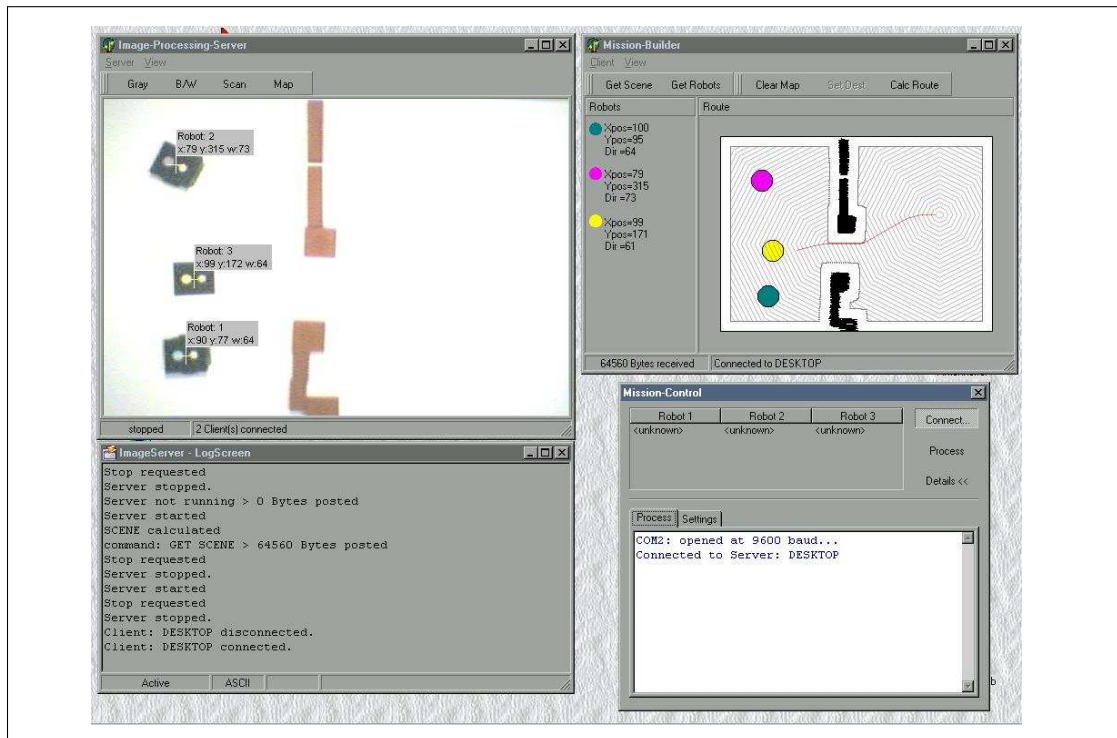 Image-Processing-Server
Server View
Gray B/W Scan Map
Robot: 2
x:79 y:315 w:73
Robot: 3
x:99 y:172 w:64
Robot: 1
x:90 y:77 w:64
stopped 2 Client(s) connected
Mission-Builder
Client View
Get Scene Get Robots Clear Map Set Dest Calc Route
Robots Route
Xpos=100
Ypos=95
Dir =64
Xpos=79
Ypos=315
Dir =73
Xpos=99
Ypos=171
Dir =61
64560 Bytes received Connected to DESKTOP
ImageServer - LogScreen
Stop requested
Server stopped.
Server not running > 0 Bytes posted
Server started
SCENE calculated
command: GET SCENE > 64560 Bytes posted
Stop requested
Server stopped.
Server started
Stop requested
Server stopped.
Client: DESKTOP disconnected.
Client: DESKTOP connected.
Active ASCII
Mission-Control
Robot 1 Robot 2 Robot 3
<unknown> <unknown> <unknown>
Connect...
Process
Details <<
Process Settings
COM2: opened at 9600 baud...
Connected to Server: DESKTOP